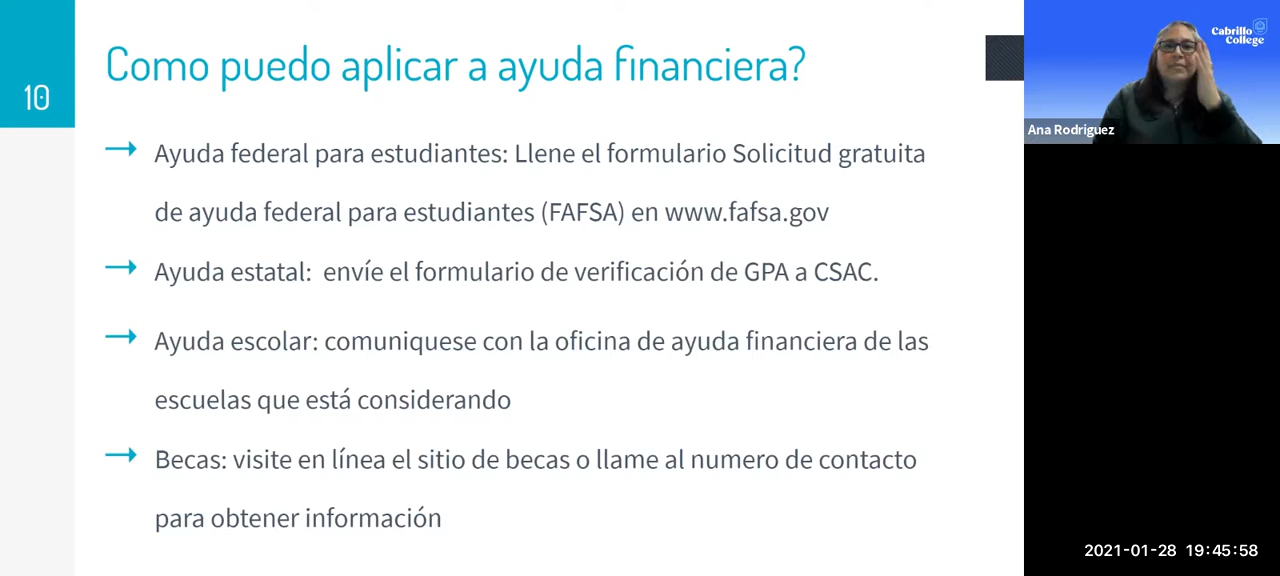 10
Como puedo aplicar a ayuda financiera?
Ayuda federal para estudiantes: Llene el formulario Solicitud gratuita
de ayuda federal para estudiantes (FAFSA) en www.fafsa.gov
Ayuda estatal: envíe el formulario de verificación de GPA a CSAC.
Ayuda escolar: comuniquese con la oficina de ayuda financiera de las
escuelas que está considerando
Becas: visite en línea el sitio de becas o llame al numero de contacto
para obtener información
Cabrillo
College
Ana Rodriguez
2021-01-28 19:45:58